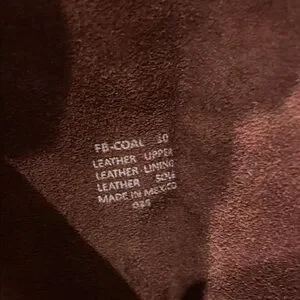 FB-COAL 10
LEATHER UPPER
LEATHER LINING
LEATHER SOLE
MADE IN MEXICO